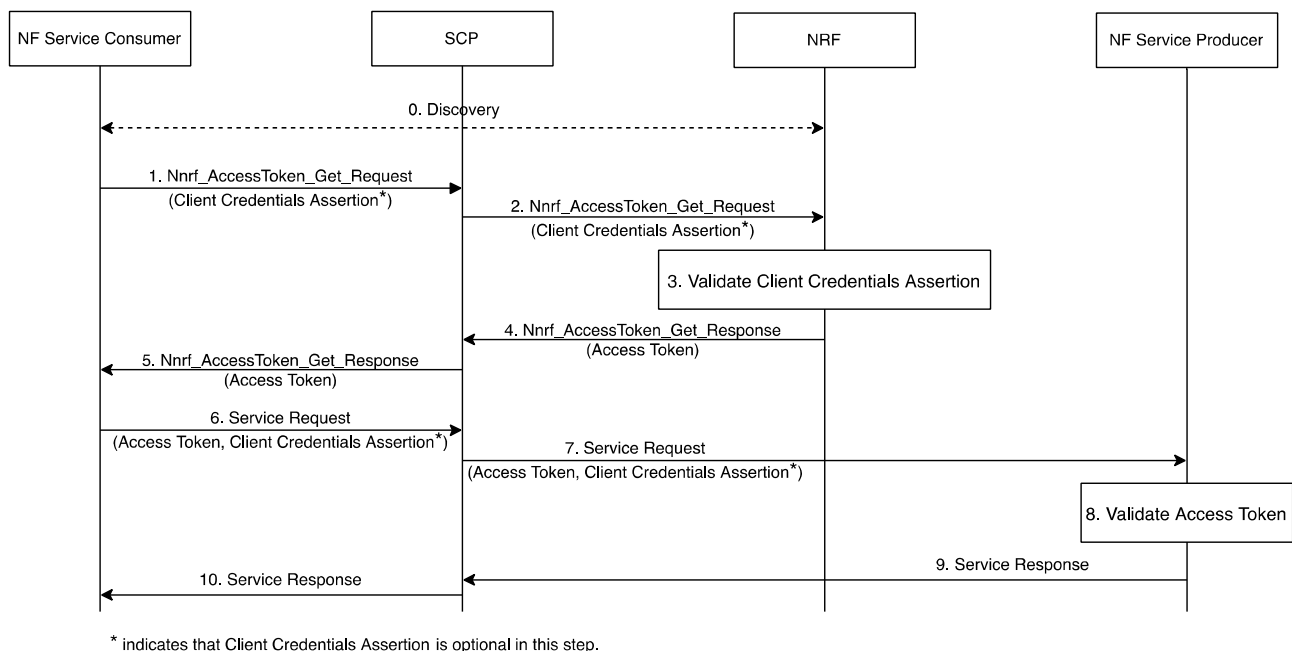 NF Service Consumer
SCP
NRF
NF Service Producer
0. Discovery
1. Nnrf_AccessToken_Get_Request
(Client Credentials Assertion*)
2. Nnrf_AccessToken_Get_Request
(Client Credentials Assertion*)
3. Validate Client Credentials Assertion
4. Nnrf_AccessToken_Get_Response
(Access Token)
5. Nnrf_AccessToken_Get_Response
(Access Token)
6. Service Request
(Access Token, Client Credentials Assertion*)
7. Service Request
(Access Token, Client Credentials Assertion*)
8. Validate Access Token
9. Service Response
10. Service Response
* indicates that Client Credentials Assertion is optional in this step.